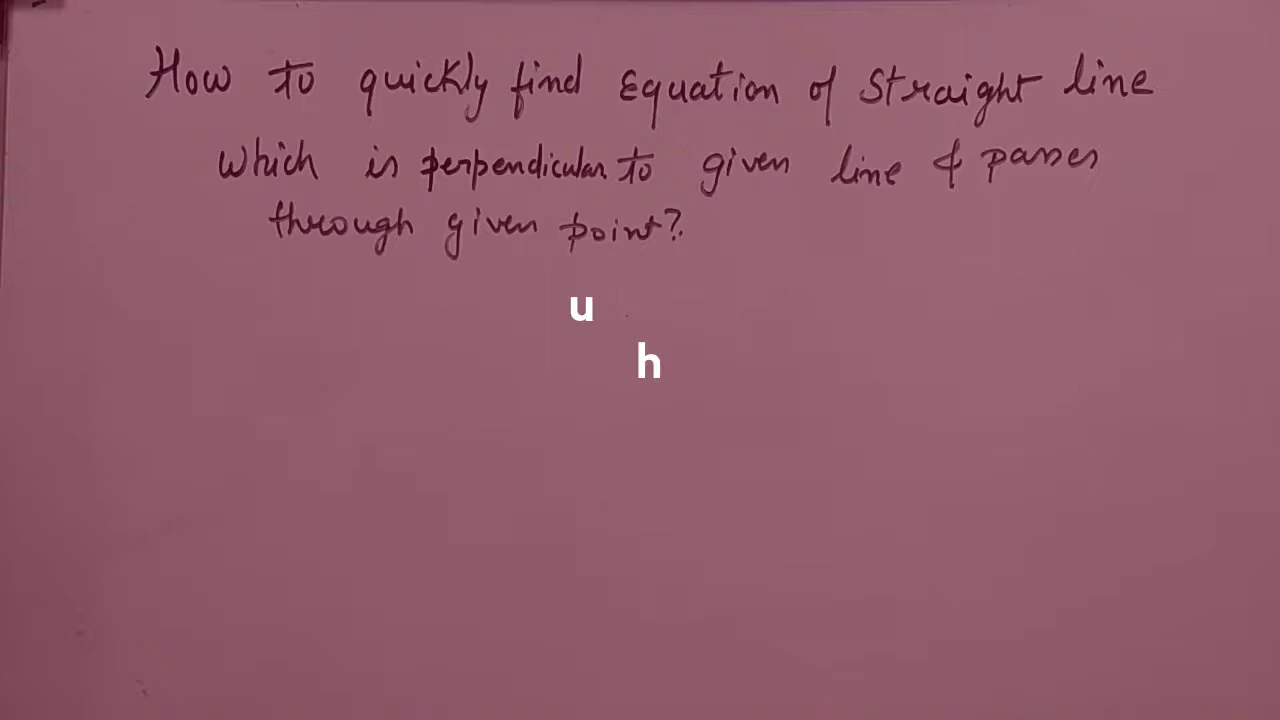 How to quickly find Equation of Straight line
which is perpendicular to given line & passes
through given point?
u
h